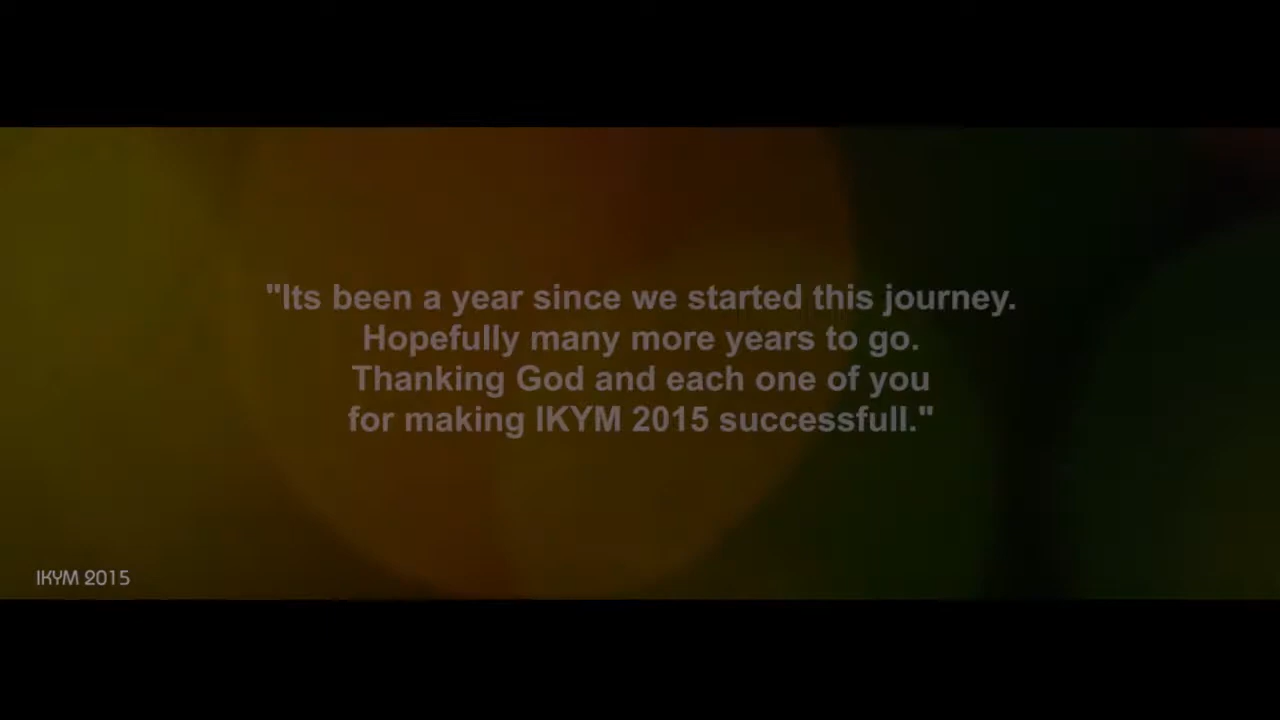 "Its been a year since we started this journey.
Hopefully many more years to go.
Thanking God and each one of you
for making IKYM 2015 successfull."
IKYM 2015